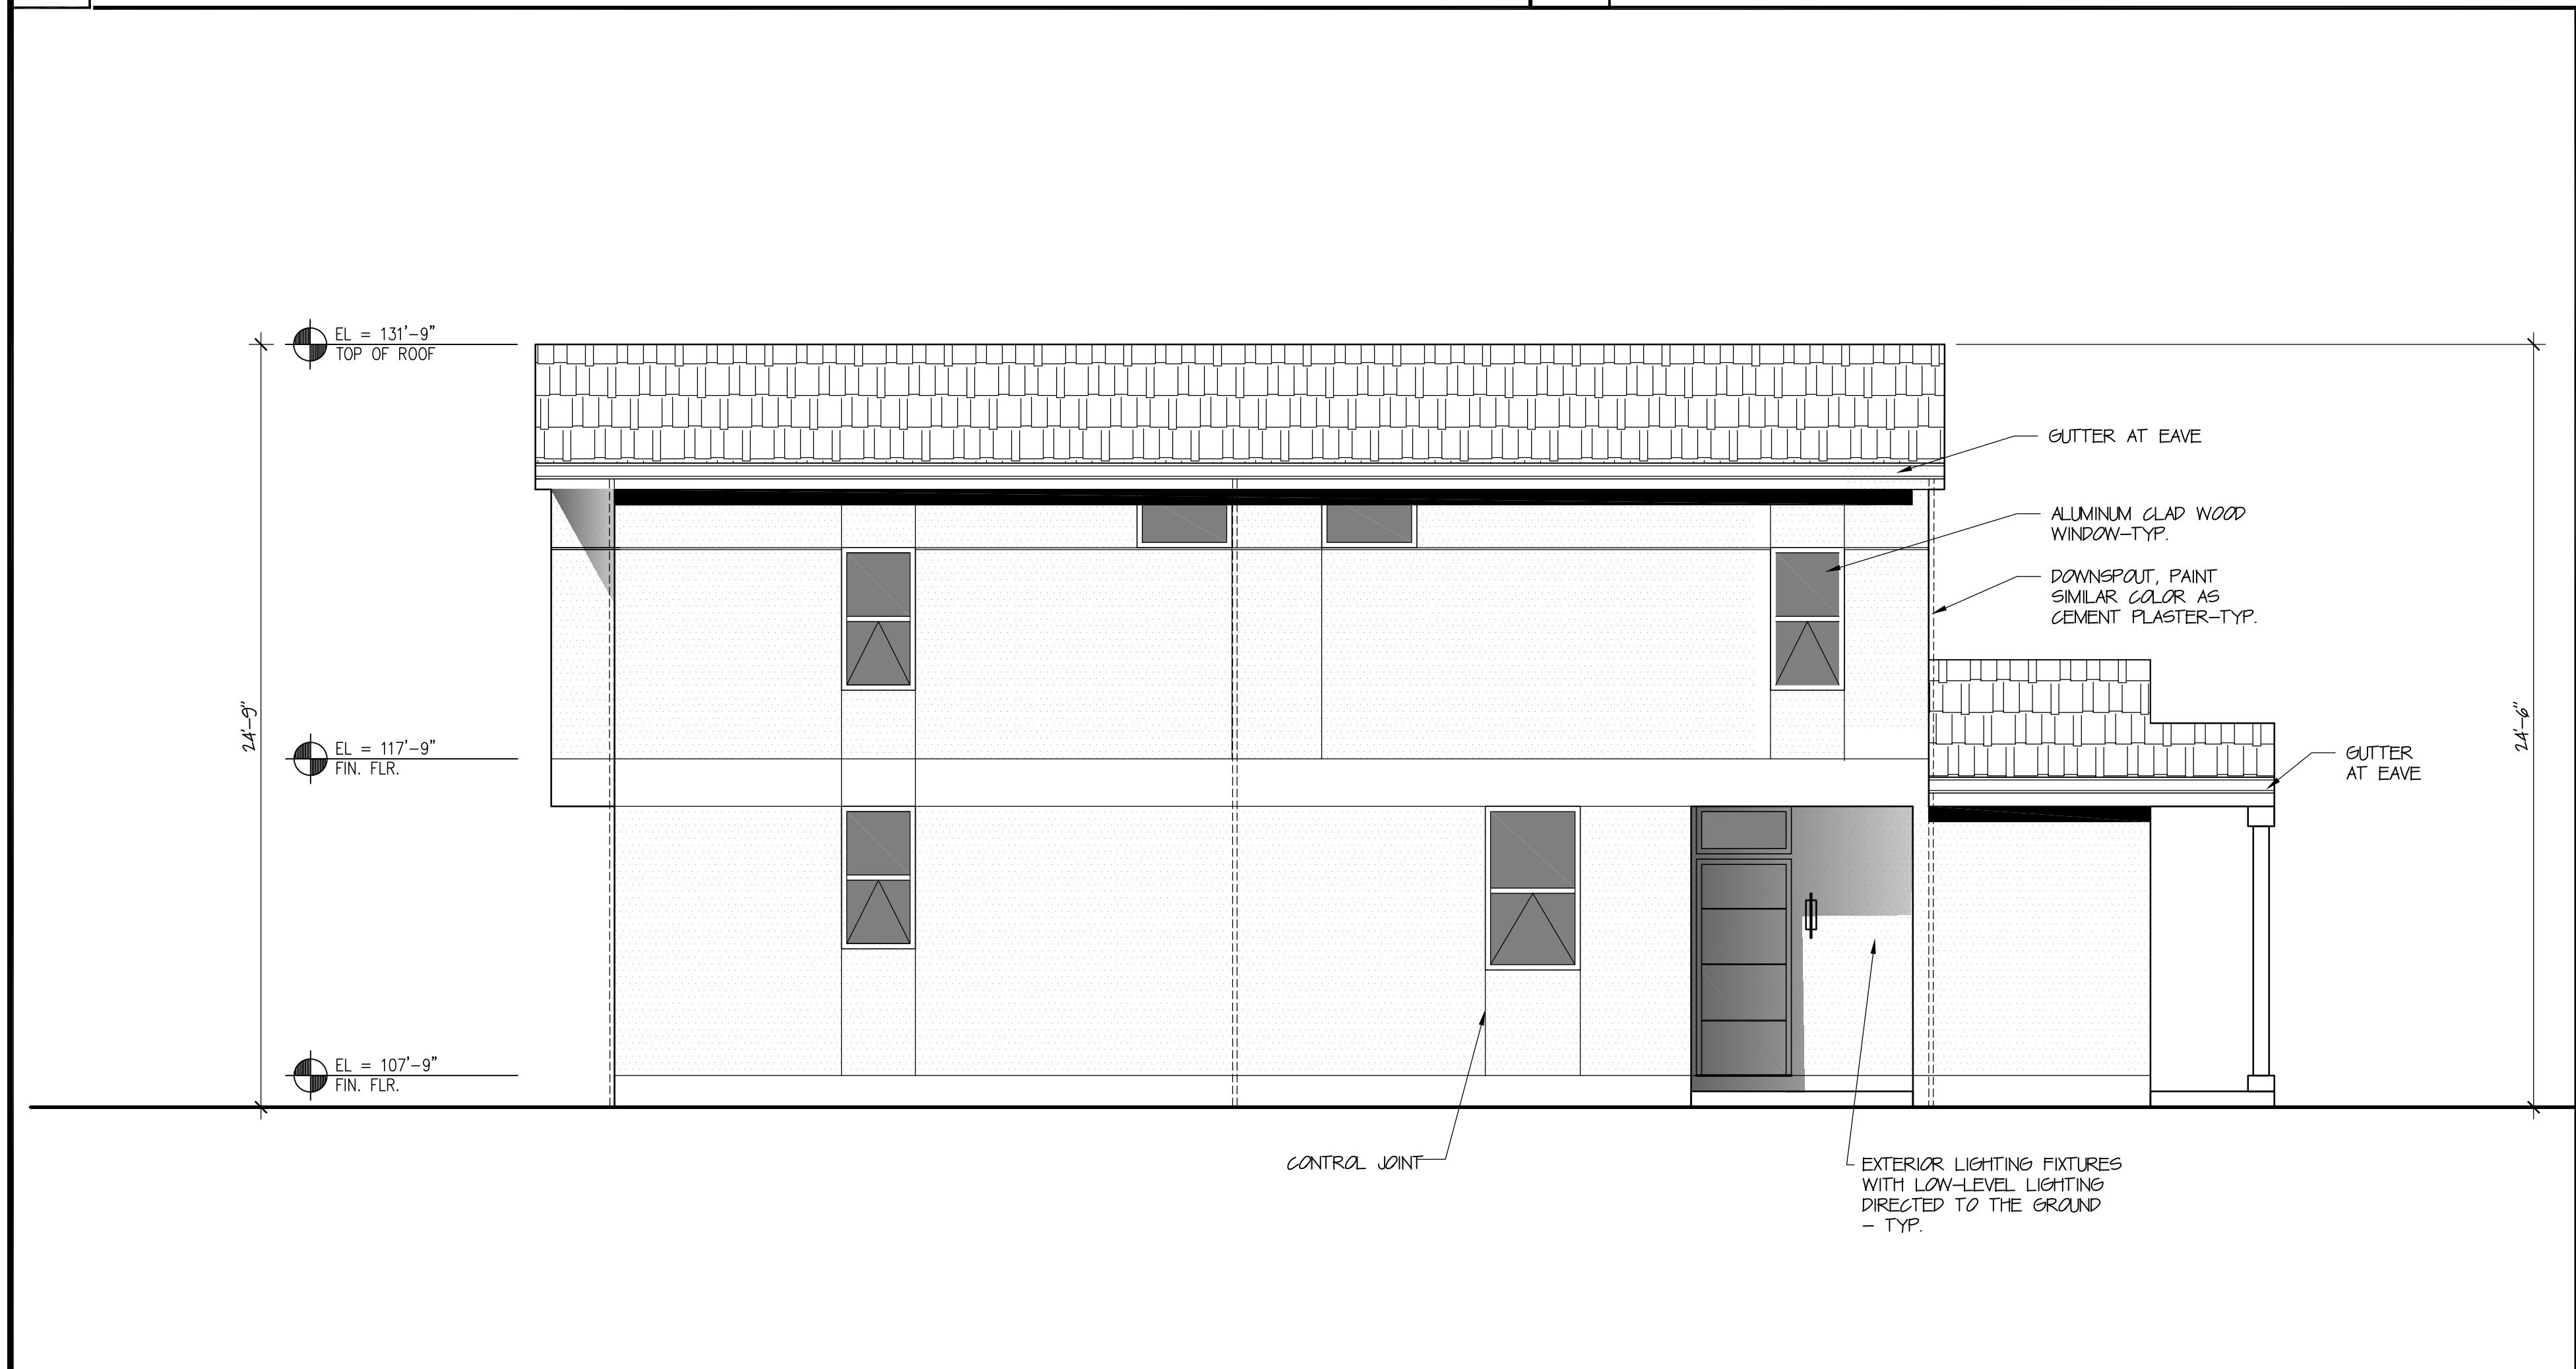 EL = 131'-9"
TOP OF ROOF
GUTTER AT EAVE
ALUMINUM CLAD WOOD
WINDOW-TYP.
DOWNSPOUT, PAINT
SIMILAR COLOR AS
CEMENT PLASTER-TYP.
24'-9"
24'-6"
EL = 117'-9"
FIN. FLR.
GUTTER
AT EAVE
EL = 107'-9"
FIN. FLR.
CONTROL JOINT
EXTERIOR LIGHTING FIXTURES
WITH LOW-LEVEL LIGHTING
DIRECTED TO THE GROUND
- TYP.